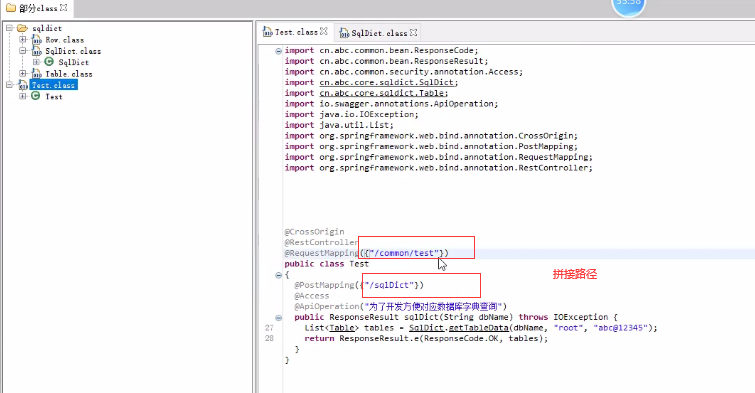 部分class
55:58
sqldict
Row.class
SqlDict.class
SqlDict
Table.class
Test.class
Test
Test.class
SqlDict.class
import cn.abc.common.bean.ResponseCode;
import cn.abc.common.bean.ResponseResult;
import cn.abc.common.security.annotation.Access;
import cn.abc.core.sqldict.SqlDict;
import cn.abc.core.sqldict.Table;
import io.swagger.annotations.ApiOperation;
import java.io.IOException;
import java.util.List;
import org.springframework.web.bind.annotation.CrossOrigin;
import org.springframework.web.bind.annotation.PostMapping;
import org.springframework.web.bind.annotation.RequestMapping;
import org.springframework.web.bind.annotation.RestController;
@CrossOrigin
@RestController
@RequestMapping({"/common/test"})
public class Test
{
@PostMapping({"/sqlDict"})
@Access
@ApiOperation("为了开发方便对应数据库字典查询")
public ResponseResult sqlDict(String dbName) throws IOException {
27 List<Table> tables = SqlDict.getTableData(dbName, "root", "abc@12345");
28 return ResponseResult.e(ResponseCode.OK, tables);
}
}
拼接路径